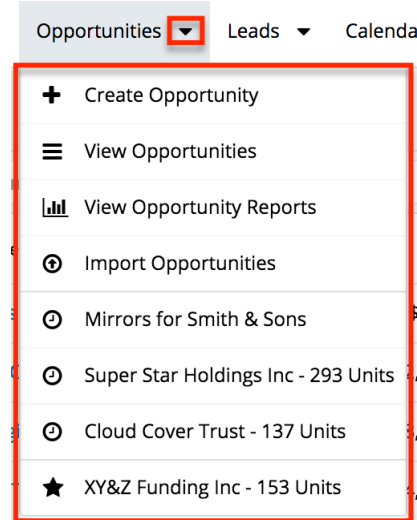 Opportunities Leads Calenda
Create Opportunity
View Opportunities
View Opportunity Reports
Import Opportunities
Mirrors for Smith & Sons
Super Star Holdings Inc - 293 Units
Cloud Cover Trust - 137 Units
XY&Z Funding Inc - 153 Units